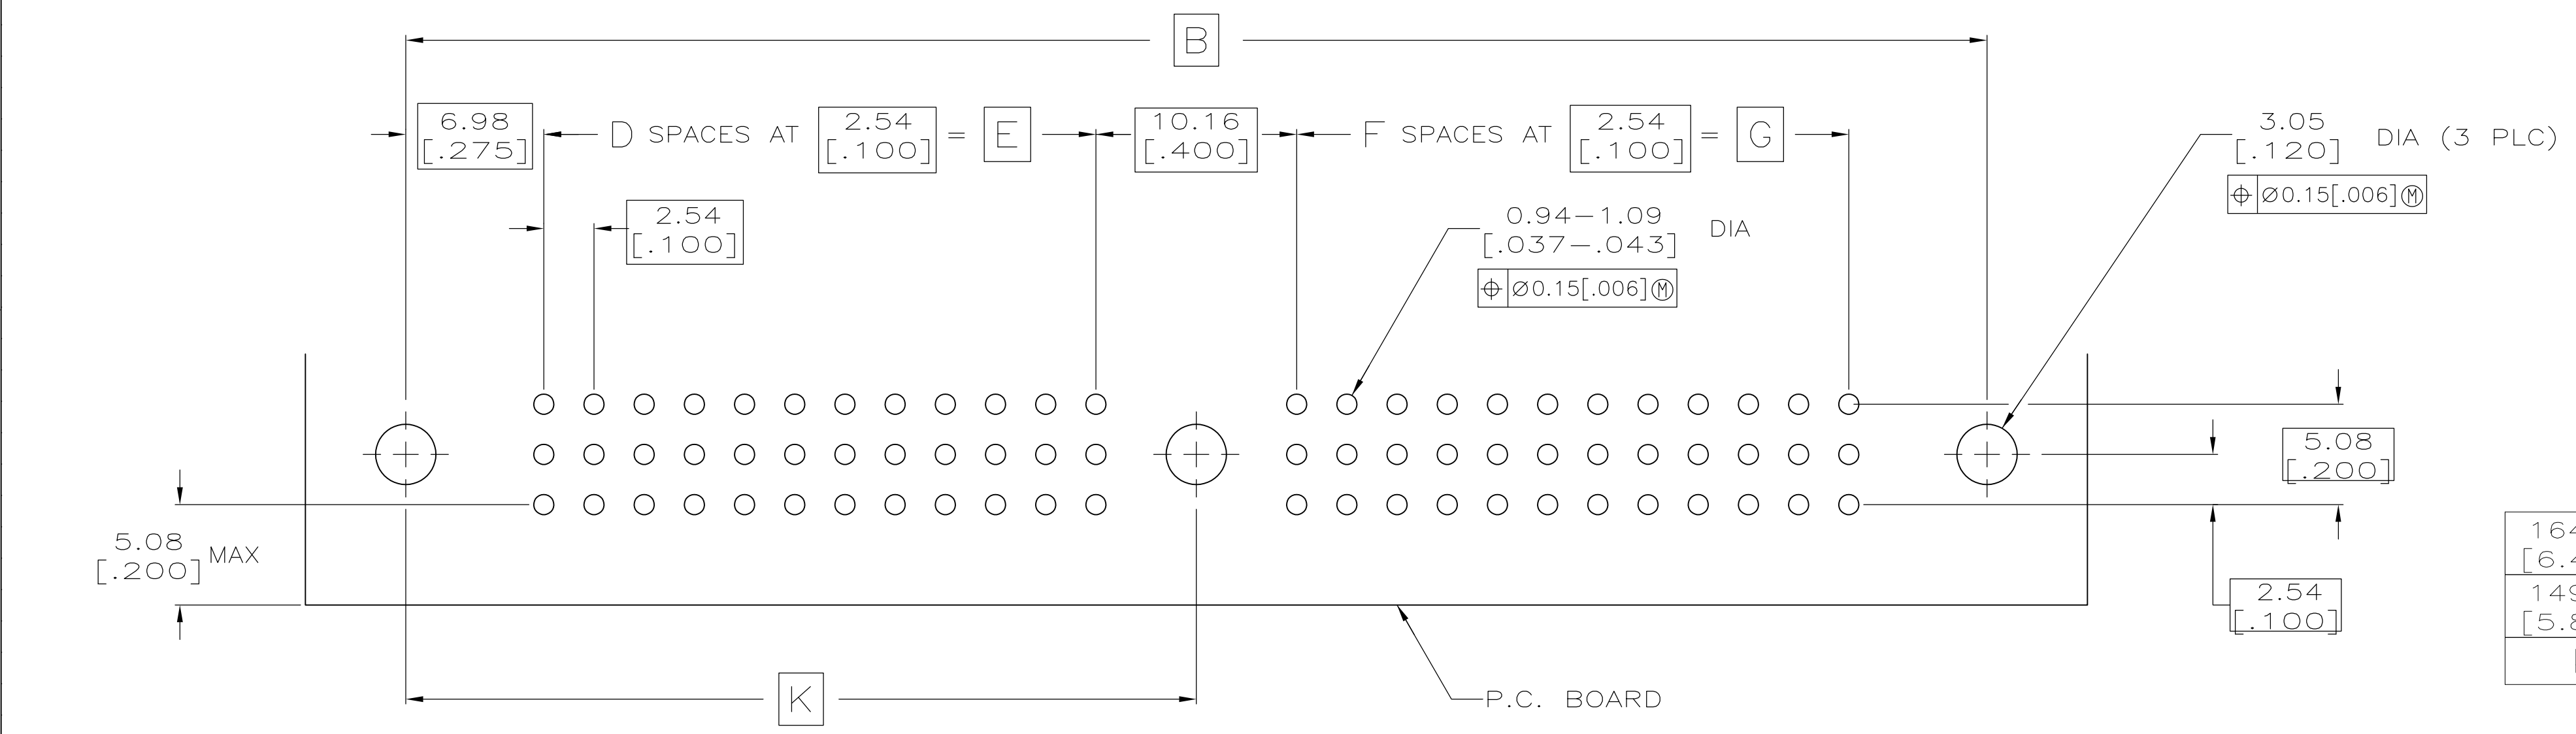 B
6.98 D SPACES AT 2.54 = E 10.16 F SPACES AT 2.54 = G 3.05 DIA (3 PLC)
[.275] [.100] [.400] [.100] [.120]
⌖ Ø0.15[.006]Ⓜ
2.54 0.94-1.09 DIA
[.100] [.037-.043]
⌖ Ø0.15[.006]Ⓜ
5.08
[.200]
5.08 MAX
[.200]
2.54
[.100]
K
P.C. BOARD